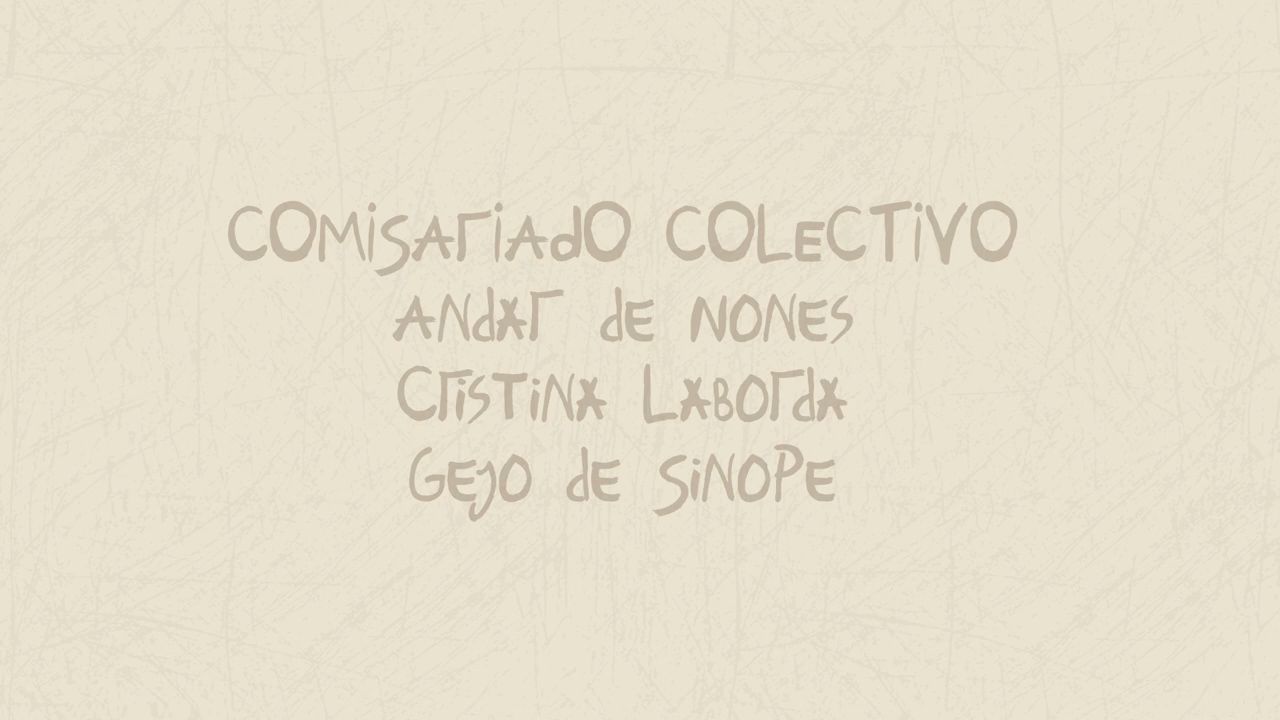 COMiSAriAdO COLECTiVO
ANdAr dE NONES
CriSTiNA LABOrdA
GEjO dE SiNOPE